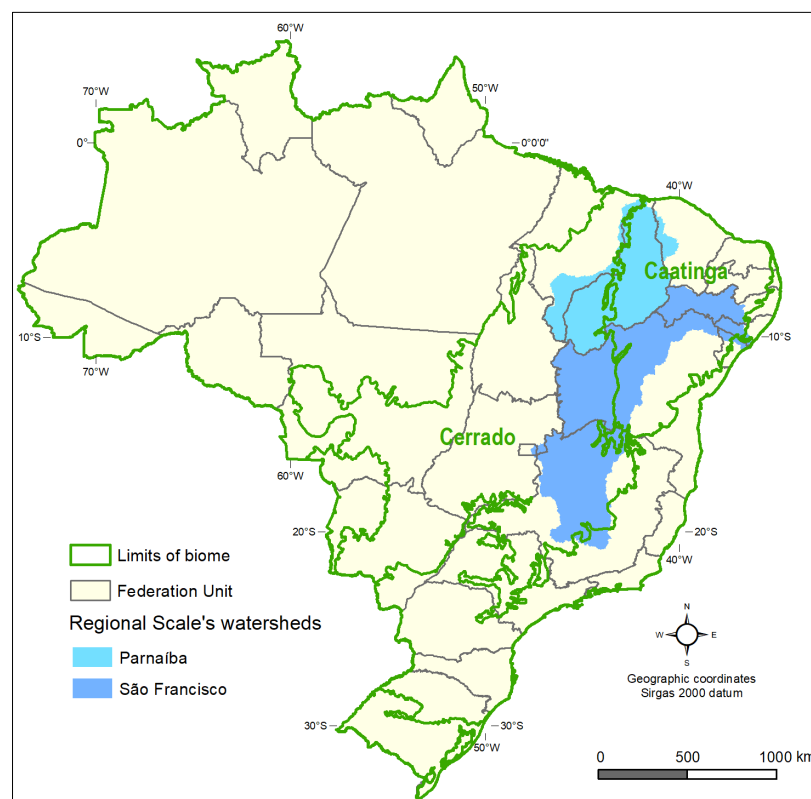 60°W
70°W
50°W
0°
0°0'0"
40°W
Caatinga
10°S
10°S
70°W
Cerrado
60°W
20°S
20°S
40°W
Limits of biome
Federation Unit
Regional Scale's watersheds
Parnaíba
São Francisco
N
W E
S
Geographic coordinates
Sirgas 2000 datum
30°S
30°S
50°W
0 500 1000 km